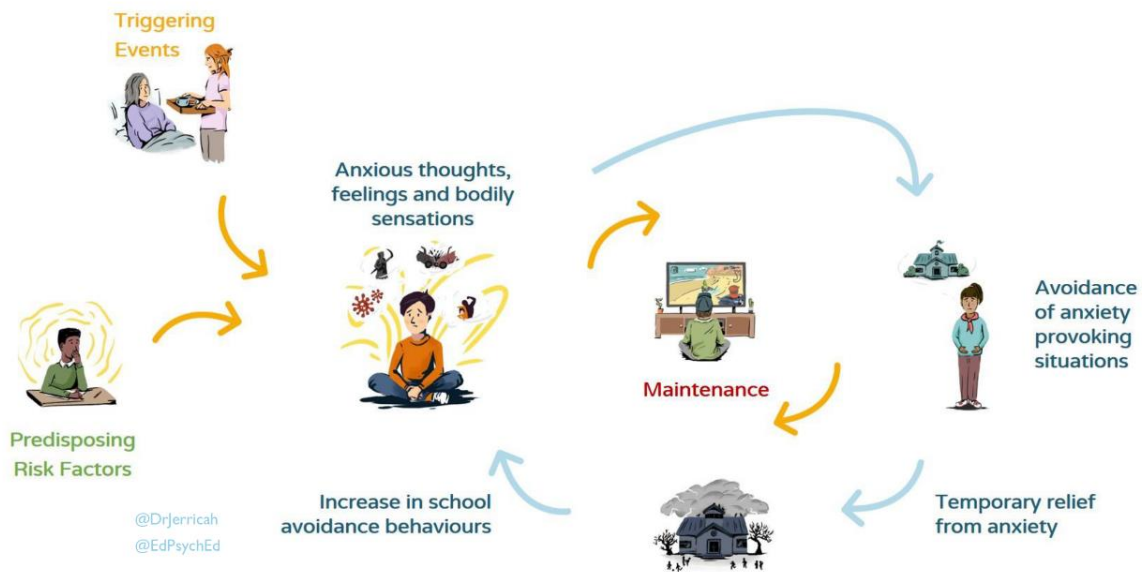 Triggering
Events
Anxious thoughts,
feelings and bodily
sensations
Avoidance
of anxiety
provoking
situations
Maintenance
Predisposing
Risk Factors
Increase in school
avoidance behaviours
Temporary relief
from anxiety
@DrJerricah
@EdPsychEd